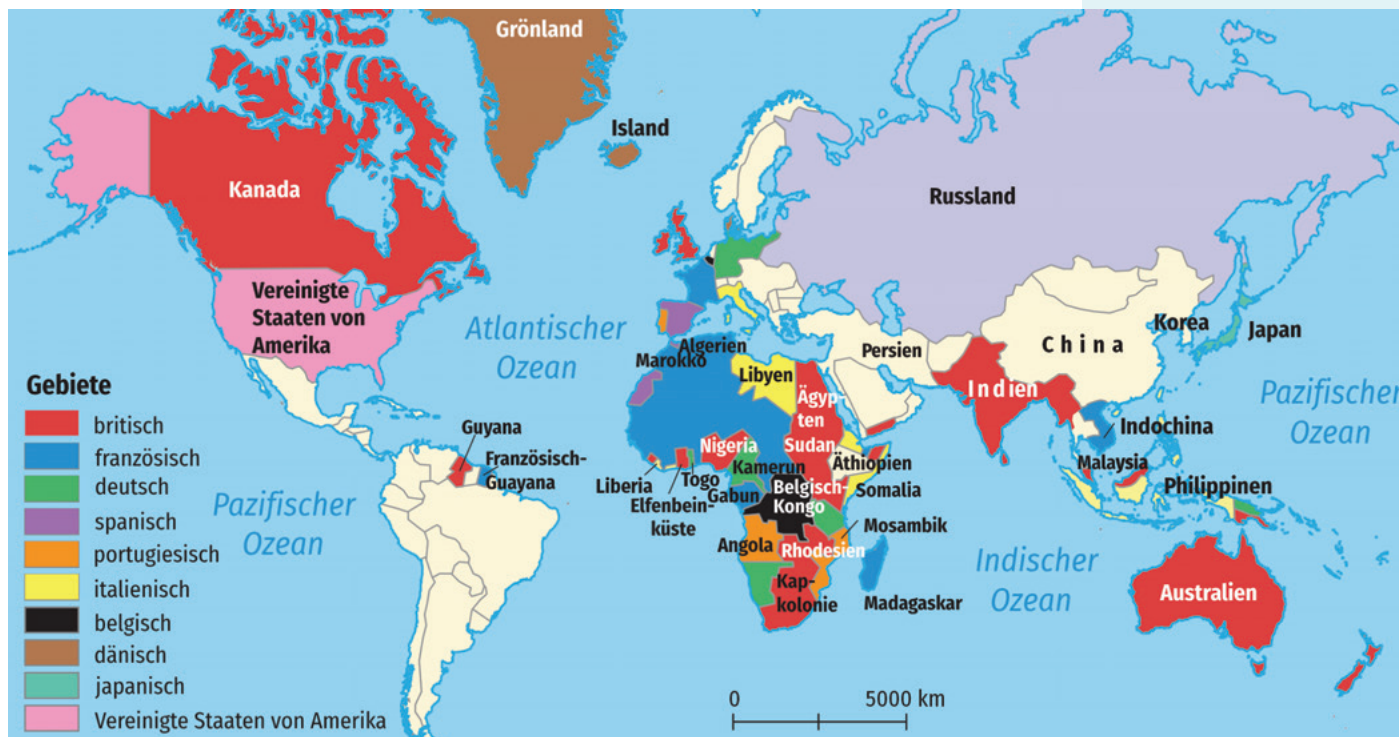 Grönland
Island
Kanada
Russland
Vereinigte
Staaten von
Amerika
Atlantischer
Ozean
Algerien
Marokko
Libyen
Ägyp-
ten
Persien
China
Korea
Japan
Indien
Pazifischer
Ozean
Gebiete
britisch
französisch
deutsch
spanisch
portugiesisch
italienisch
belgisch
dänisch
japanisch
Vereinigte Staaten von Amerika
Guyana
Französisch-
Guayana
Pazifischer
Ozean
Nigeria
Sudan
Indochina
Kamerun
Äthiopien
Malaysia
Liberia
Togo
Gabun
Belgisch-
Kongo
Somalia
Philippinen
Elfenbein-
küste
Mosambik
Angola
Rhodesien
Indischer
Ozean
Kap-
kolonie
Madagaskar
Australien
0 5000 km